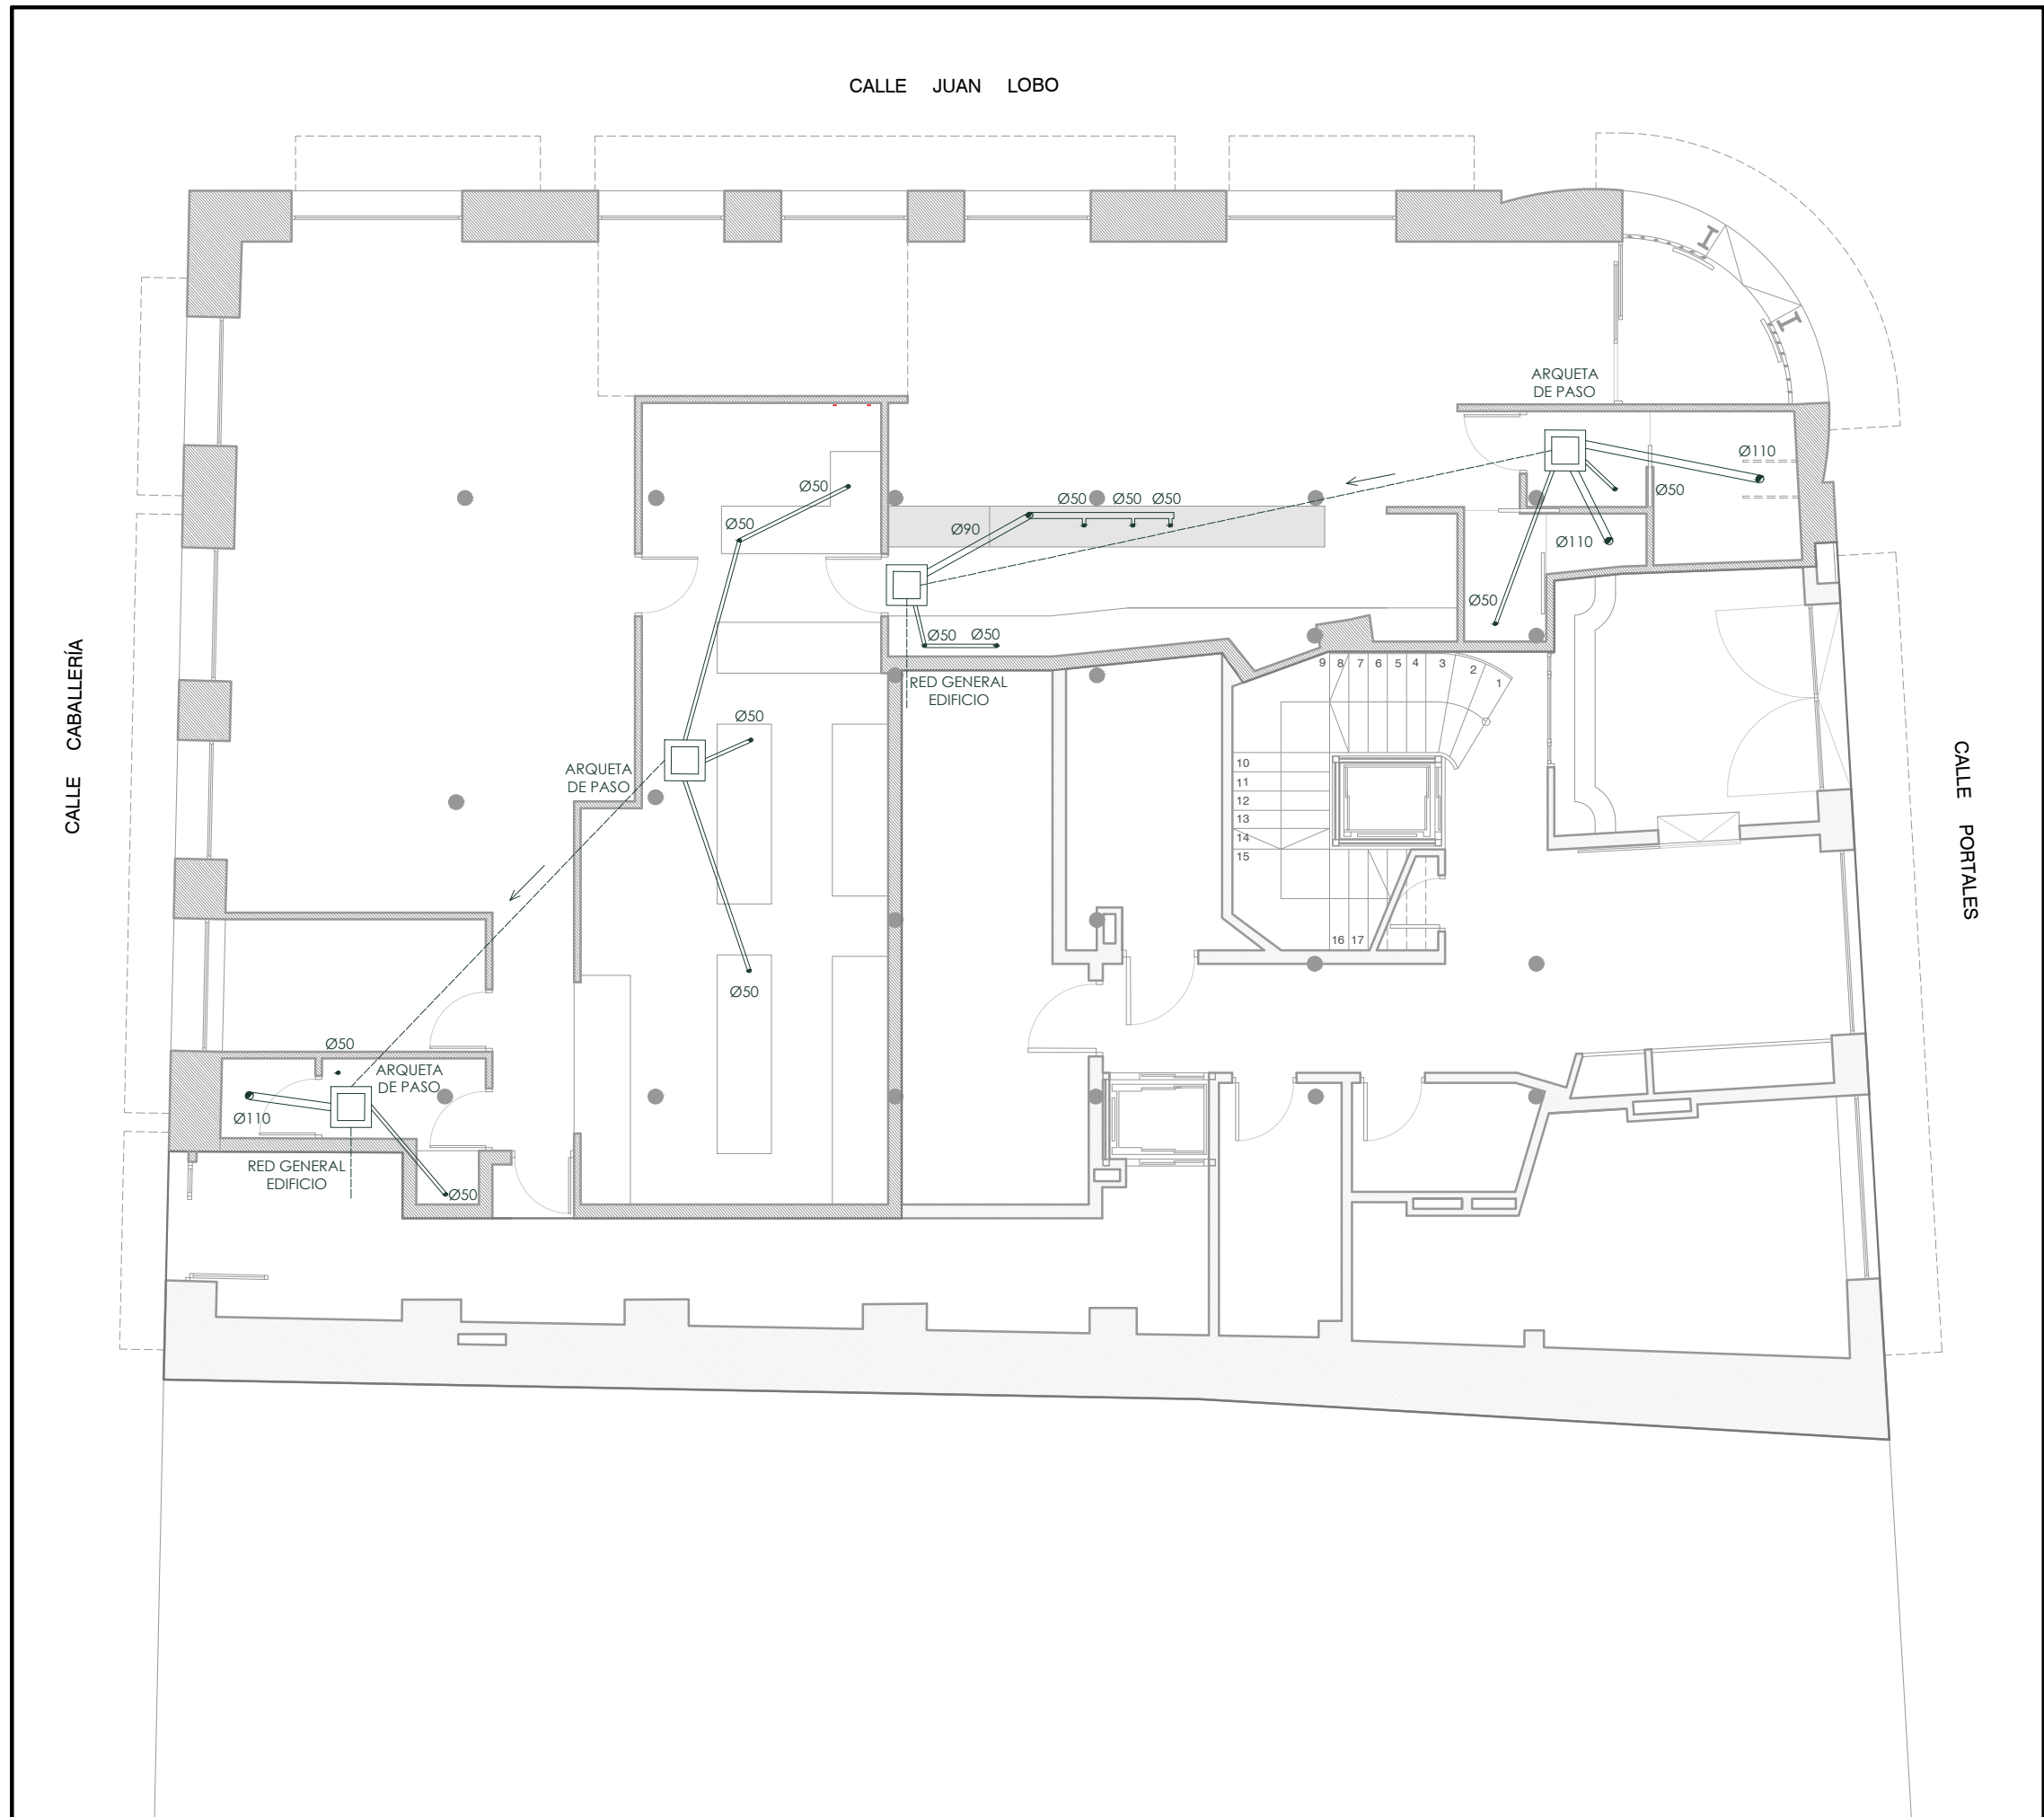 CALLE JUAN LOBO
ARQUETA
DE PASO
Ø110
Ø50
Ø50
Ø50 Ø50 Ø50
Ø50
Ø90
Ø110
Ø50
Ø50 Ø50
CALLE CABALLERÍA
9 8 7 6 5 4 3 2 1
RED GENERAL
EDIFICIO
Ø50
CALLE PORTALES
ARQUETA
DE PASO
10
11
12
13
14
15
16 17
Ø50
Ø50
ARQUETA
DE PASO
Ø110
RED GENERAL
EDIFICIO
Ø50